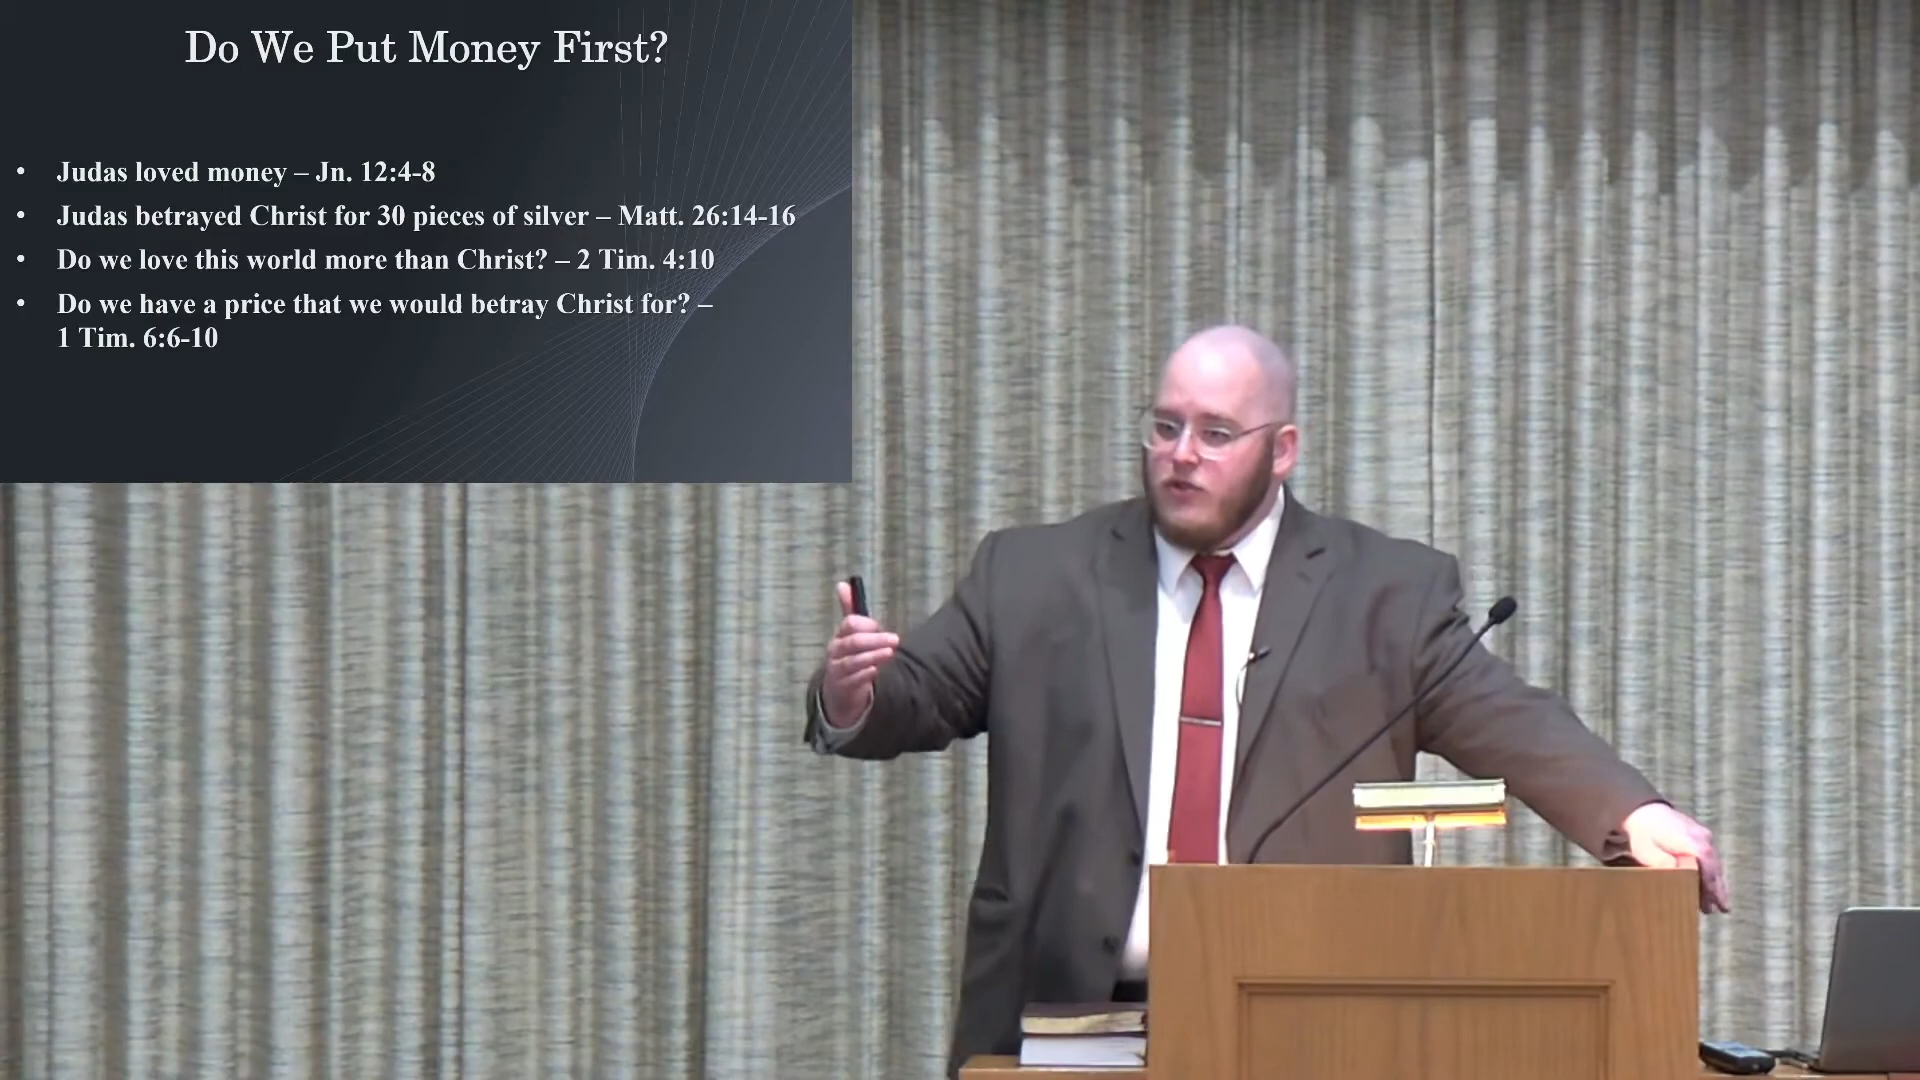 Do We Put Money First?
• Judas loved money – Jn. 12:4-8
• Judas betrayed Christ for 30 pieces of silver – Matt. 26:14-16
• Do we love this world more than Christ? – 2 Tim. 4:10
• Do we have a price that we would betray Christ for? –
1 Tim. 6:6-10